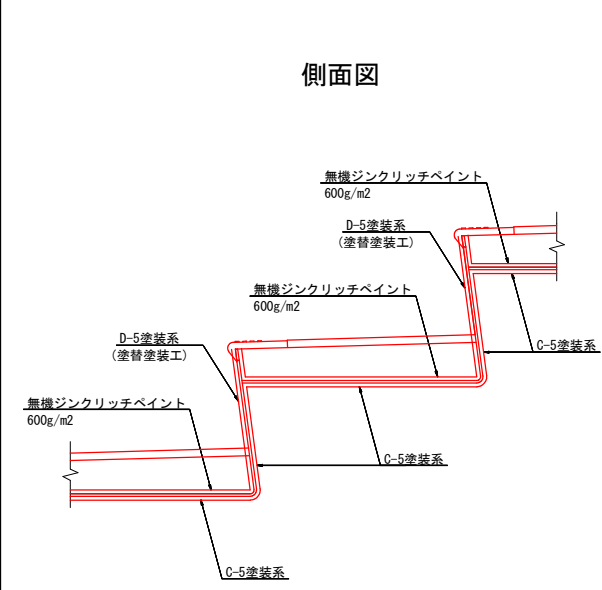 側面図
無機ジンクリッチペイント
600g/m2
D-5塗装系
(塗替塗装工)
無機ジンクリッチペイント
600g/m2
C-5塗装系
D-5塗装系
(塗替塗装工)
無機ジンクリッチペイント
600g/m2
C-5塗装系
C-5塗装系